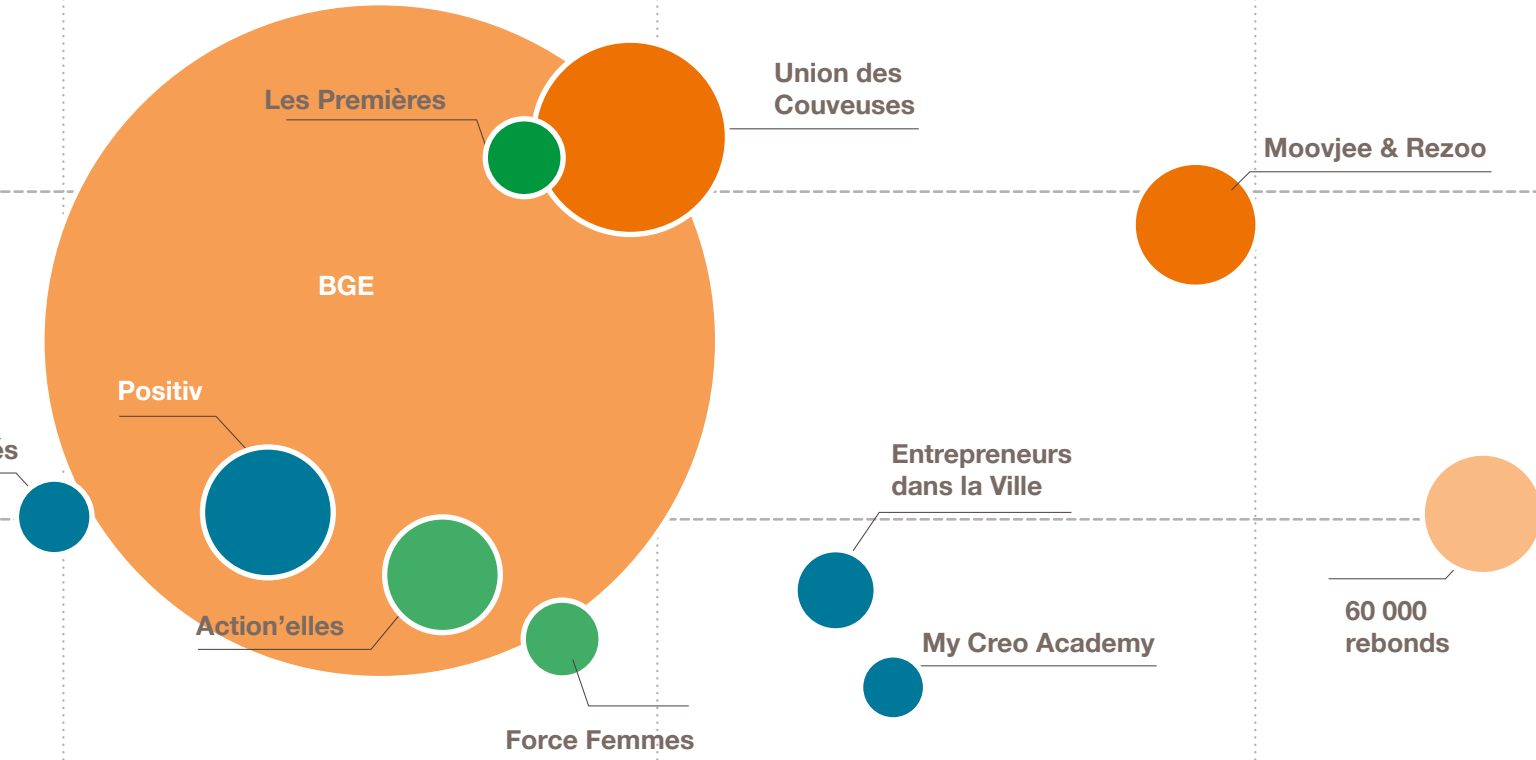 Union des
Couveuses
Les Premières
Moovjee & Rezoo
BGE
Positiv
Entrepreneurs
dans la Ville
60 000
rebonds
Action’elles
My Creo Academy
Force Femmes